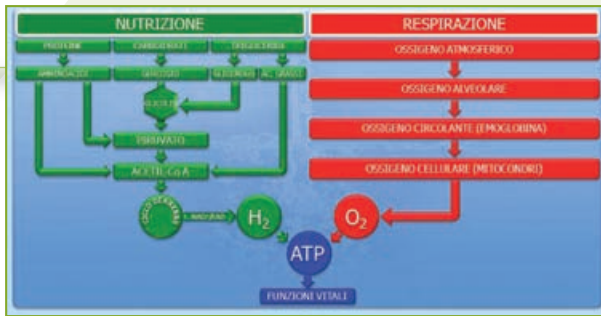 NUTRIZIONE
RESPIRAZIONE
PROTEINE CARBOIDRATI TRIGLICERIDI
AMMINOACIDI GLUCOSIO GLICEROLO AC. GRASSI
GLICOLISI
PIRUVATO
ACETIL-Co A
CICLO DI KREBS
H2
OSSIGENO ATMOSFERICO
OSSIGENO ALVEOLARE
OSSIGENO CIRCOLANTE (EMOGLOBINA)
OSSIGENO CELLULARE (MITOCONDRI)
O2
ATP
FUNZIONI VITALI